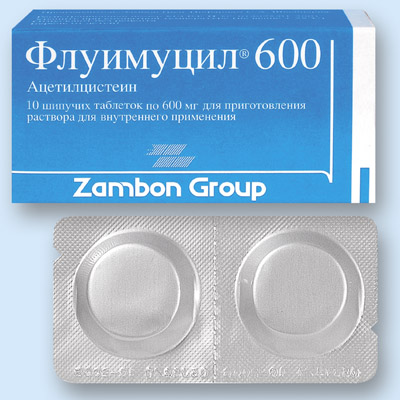 Флуимуцил® 600
Ацетилцистеин
10 шипучих таблеток по 600 мг для приготовления
раствора для внутреннего применения
Zambon Group